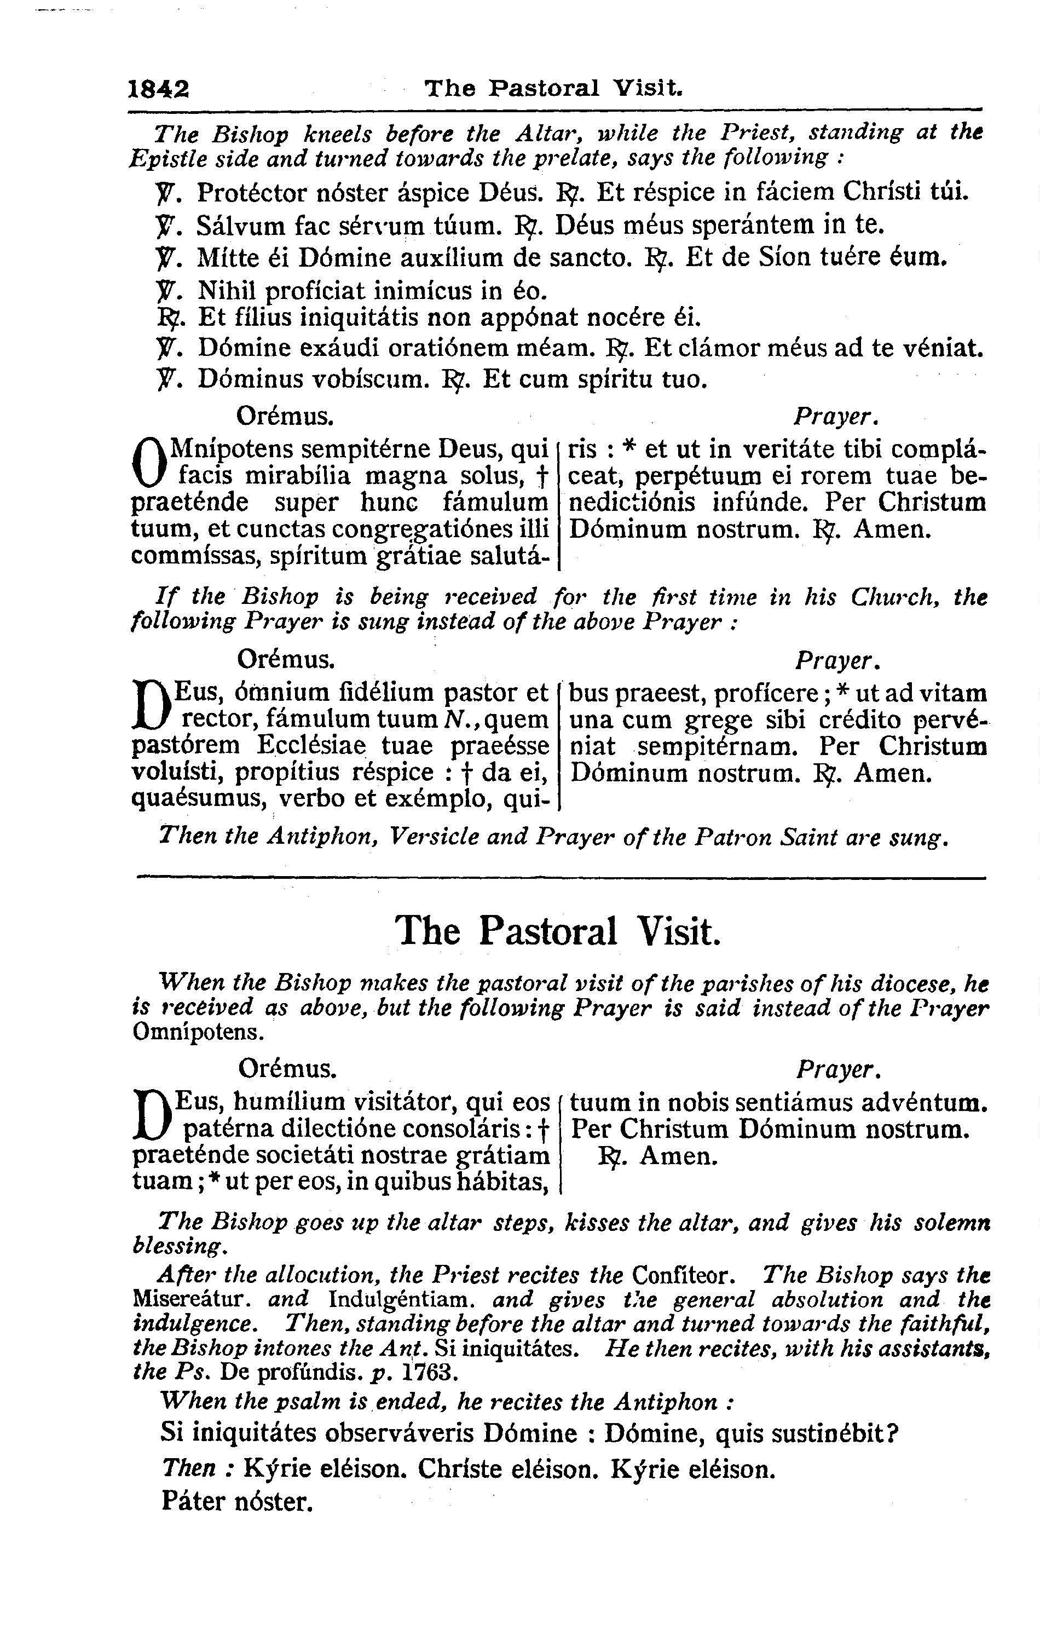 1842 The Pastoral Visit.
The Bishop kneels before the Altar, while the Priest, standing at the
Epistle side and turned towards the prelate, says the following :
℣. Protéctor nóster áspice Déus. ℟. Et réspice in fáciem Chrísti túi.
℣. Sálvum fac sérvum túum. ℟. Déus méus sperántem in te.
℣. Mítte éi Dómine auxílium de sancto. ℟. Et de Síon tuére éum.
℣. Nihil profíciat inimícus in éo.
℟. Et fílius iniquitátis non appónat nocére éi.
℣. Dómine exáudi oratiónem méam. ℟. Et clámor méus ad te véniat.
℣. Dóminus vobíscum. ℟. Et cum spíritu tuo.
Orémus. Prayer.
OMnípotens sempitérne Deus, qui
facis mirabília magna solus, †
praeténde super hunc fámulum
tuum, et cunctas congregatiónes illi
commíssas, spíritum grátiae salutá-
ris : * et ut in veritáte tibi complá-
ceat, perpétuum ei rorem tuae be-
nedictiónis infúnde. Per Christum
Dóminum nostrum. ℟. Amen.
If the Bishop is being received for the first time in his Church, the
following Prayer is sung instead of the above Prayer :
Orémus. Prayer.
DEus, ómnium fidélium pastor et
rector, fámulum tuum N., quem
pastórem Ecclésiae tuae praeésse
voluísti, propítius réspice : † da ei,
quaésumus, verbo et exémplo, qui-
bus praeest, profícere ; * ut ad vitam
una cum grege sibi crédito pervé-
niat sempitérnam. Per Christum
Dóminum nostrum. ℟. Amen.
Then the Antiphon, Versicle and Prayer of the Patron Saint are sung.
The Pastoral Visit.
When the Bishop makes the pastoral visit of the parishes of his diocese, he
is received as above, but the following Prayer is said instead of the Prayer
Omnípotens.
Orémus. Prayer.
DEus, humílium visitátor, qui eos
patérna dilectióne consoláris : †
praeténde societáti nostrae grátiam
tuam ; * ut per eos, in quibus hábitas,
tuum in nobis sentiámus advéntum.
Per Christum Dóminum nostrum.
℟. Amen.
The Bishop goes up the altar steps, kisses the altar, and gives his solemn
blessing.
After the allocution, the Priest recites the Confíteor. The Bishop says the
Misereátur. and Indulgéntiam. and gives the general absolution and the
indulgence. Then, standing before the altar and turned towards the faithful,
the Bishop intones the Ant. Si iniquitátes. He then recites, with his assistants,
the Ps. De profúndis. p. 1763.
When the psalm is ended, he recites the Antiphon :
Si iniquitátes observáveris Dómine : Dómine, quis sustinébit?
Then : Kýrie eléison. Chríste eléison. Kýrie eléison.
Páter nóster.